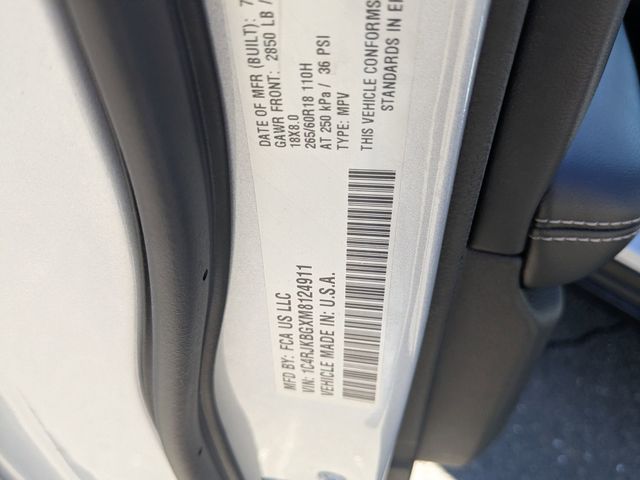 MFD BY: FCA US LLC
VIN: 1C4RJKBGXM8124911
VEHICLE MADE IN: U.S.A.
DATE OF MFR (BUILT): 7
GAWR FRONT: 2850 LB /
18X8.0
265/60R18 110H
AT 250 kPa / 36 PSI
TYPE: MPV
THIS VEHICLE CONFORMS
STANDARDS IN